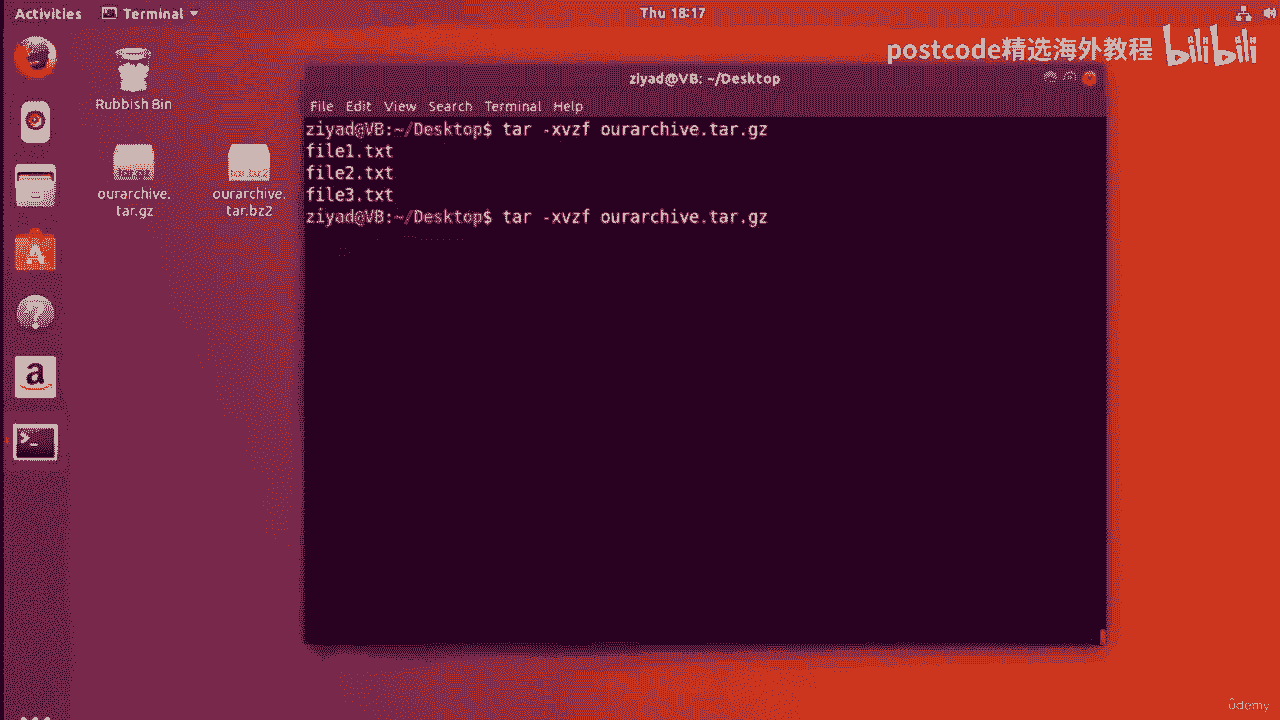 Activities
Terminal
Thu 18:17
postcode精选海外教程
bilibili
Rubbish Bin
ourarchive.
tar.gz
ourarchive.
tar.bz2
ziyad@VB: ~/Desktop
File Edit View Search Terminal Help
ziyad@VB:~/Desktop$ tar -xvzf ourarchive.tar.gz
file1.txt
file2.txt
file3.txt
ziyad@VB:~/Desktop$ tar -xvzf ourarchive.tar.gz
ûdemy